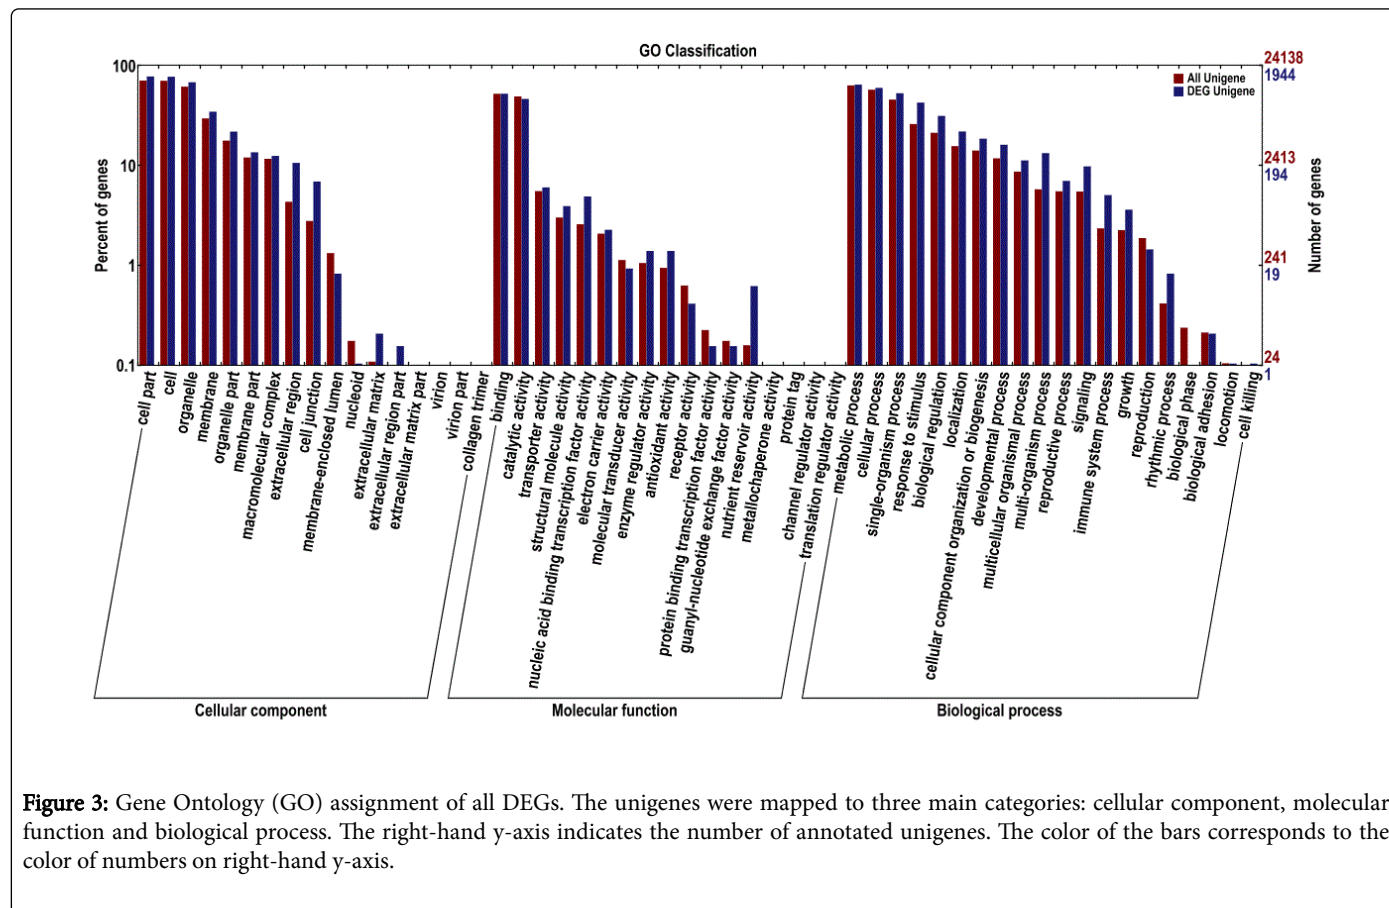 GO Classification
100
10
1
0.1
Percent of genes
All Unigene
DEG Unigene
24138
1944
2413
194
241
19
24
1
Number of genes
cell part
cell
organelle
membrane
organelle part
membrane part
macromolecular complex
extracellular region
cell junction
membrane-enclosed lumen
nucleoid
extracellular matrix
extracellular region part
extracellular matrix part
virion
virion part
collagen trimer
binding
catalytic activity
transporter activity
structural molecule activity
nucleic acid binding transcription factor activity
electron carrier activity
molecular transducer activity
enzyme regulator activity
antioxidant activity
receptor activity
protein binding transcription factor activity
guanyl-nucleotide exchange factor activity
nutrient reservoir activity
metallochaperone activity
protein tag
channel regulator activity
translation regulator activity
metabolic process
cellular process
single-organism process
response to stimulus
biological regulation
localization
cellular component organization or biogenesis
developmental process
multicellular organismal process
multi-organism process
reproductive process
signaling
immune system process
growth
reproduction
rhythmic process
biological phase
biological adhesion
locomotion
cell killing
Cellular component
Molecular function
Biological process
Figure 3: Gene Ontology (GO) assignment of all DEGs. The unigenes were mapped to three main categories: cellular component, molecular
function and biological process. The right-hand y-axis indicates the number of annotated unigenes. The color of the bars corresponds to the
color of numbers on right-hand y-axis.